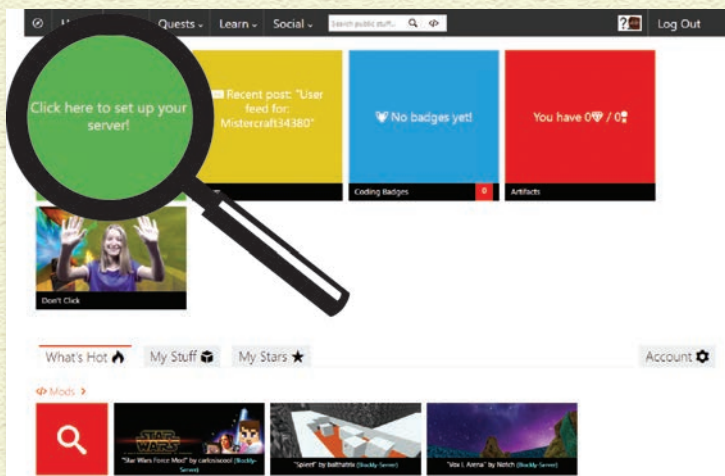 Quests
Learn
Social
Search public stuff...
Log Out
Click here to set up your
server!
Recent post: "User
feed for:
Mistercraft34380"
No badges yet!
You have 0 / 0
Coding Badges
0
Artifacts
Don't Click
What's Hot
My Stuff
My Stars
Account
</> Mods >
STAR
WARS
"Star Wars Force Mod" by carlosiscool (Blockly-
Server)
"Spleef" by balthatrix (Blockly-Server)
"Vox L Arena" by Notch (Blockly-
Server)